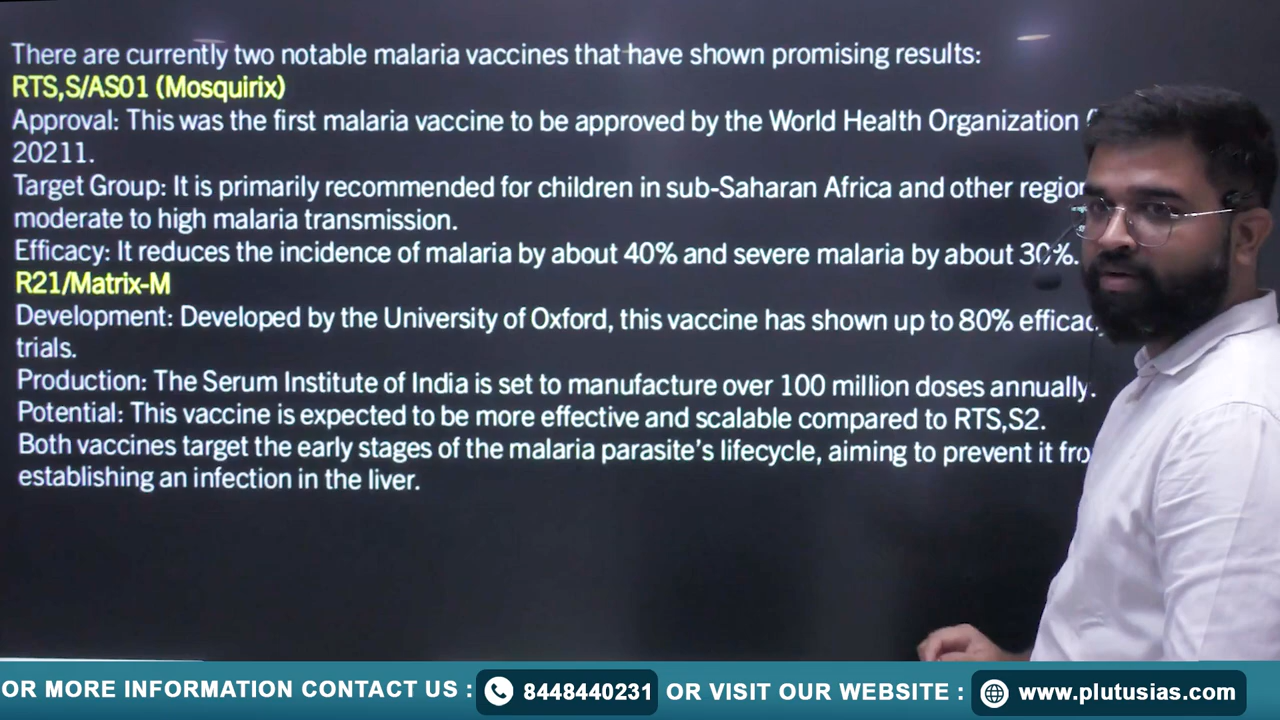 There are currently two notable malaria vaccines that have shown promising results:
RTS,S/AS01 (Mosquirix)
Approval: This was the first malaria vaccine to be approved by the World Health Organization
20211.
Target Group: It is primarily recommended for children in sub-Saharan Africa and other
moderate to high malaria transmission.
Efficacy: It reduces the incidence of malaria by about 40% and severe malaria by about 30%.
R21/Matrix-M
Development: Developed by the University of Oxford, this vaccine has shown up to 80%
trials.
Production: The Serum Institute of India is set to manufacture over 100 million doses annually.
Potential: This vaccine is expected to be more effective and scalable compared to RTS,S2.
Both vaccines target the early stages of the malaria parasite's lifecycle, aiming to prevent it
establishing an infection in the liver.
OR MORE INFORMATION CONTACT US : 8448440231 OR VISIT OUR WEBSITE : www.plutusias.com